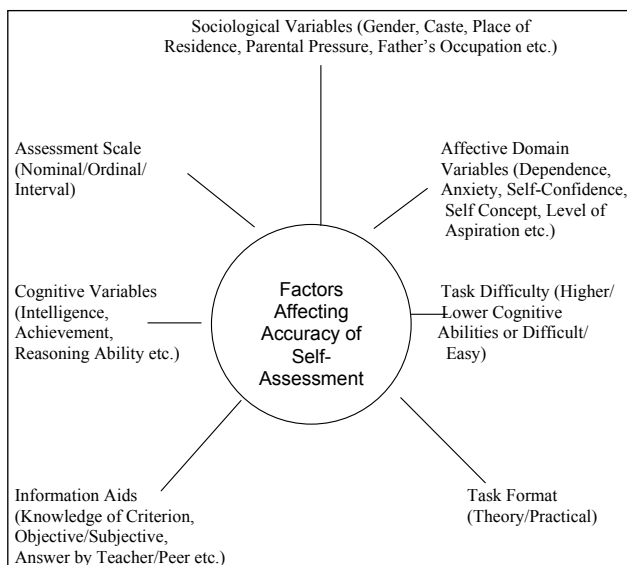 Sociological Variables (Gender, Caste, Place of
Residence, Parental Pressure, Father's Occupation etc.)
Assessment Scale
(Nominal/Ordinal/
Interval)
Affective Domain
Variables (Dependence,
Anxiety, Self-Confidence,
Self Concept, Level of
Aspiration etc.)
Cognitive Variables
(Intelligence,
Achievement,
Reasoning Ability etc.)
Factors
Affecting
Accuracy of
Self-
Assessment
Task Difficulty (Higher/
Lower Cognitive
Abilities or Difficult/
Easy)
Information Aids
(Knowledge of Criterion,
Objective/Subjective,
Answer by Teacher/Peer etc.)
Task Format
(Theory/Practical)